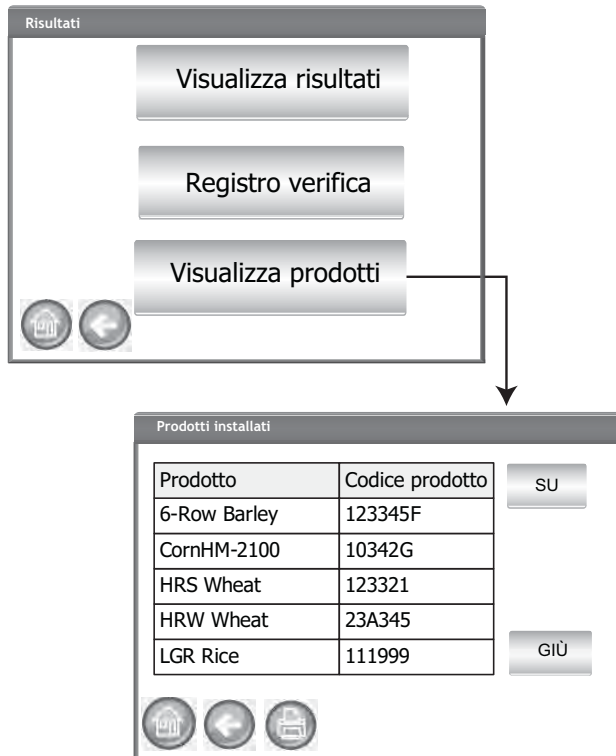 Risultati
Visualizza risultati
Registro verifica
Visualizza prodotti
Prodotti installati
Prodotto Codice prodotto
6-Row Barley 123345F
CornHM-2100 10342G
HRS Wheat 123321
HRW Wheat 23A345
LGR Rice 111999
SU
GIÙ